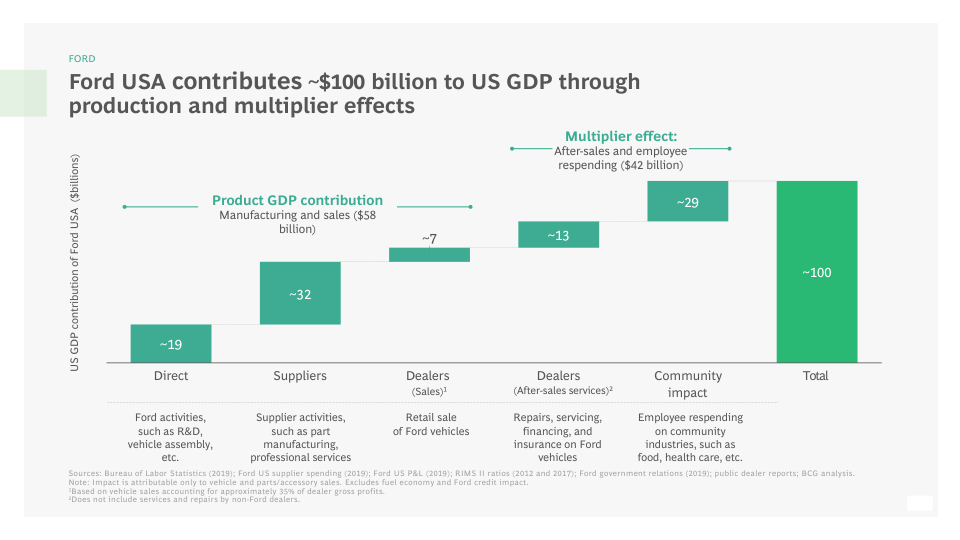 FORD
Ford USA contributes ~$100 billion to US GDP through
production and multiplier effects
US GDP contribution of Ford USA ($billions)
Product GDP contribution
Manufacturing and sales ($58
billion)
Multiplier effect:
After-sales and employee
respending ($42 billion)
~19
~32
~7
~13
~29
~100
Direct
Suppliers
Dealers
(Sales)¹
Dealers
(After-sales services)²
Community
impact
Total
Ford activities,
such as R&D,
vehicle assembly,
etc.
Supplier activities,
such as part
manufacturing,
professional services
Retail sale
of Ford vehicles
Repairs, servicing,
financing, and
insurance on Ford
vehicles
Employee respending
on community
industries, such as
food, health care, etc.
Sources: Bureau of Labor Statistics (2019); Ford US supplier spending (2019); Ford US P&L (2019); RIMS II ratios (2012 and 2017); Ford government relations (2019); public dealer reports; BCG analysis.
Note: Impact is attributable only to vehicle and parts/accessory sales. Excludes fuel economy and Ford credit impact.
¹Based on vehicle sales accounting for approximately 35% of dealer gross profits.
²Does not include services and repairs by non-Ford dealers.